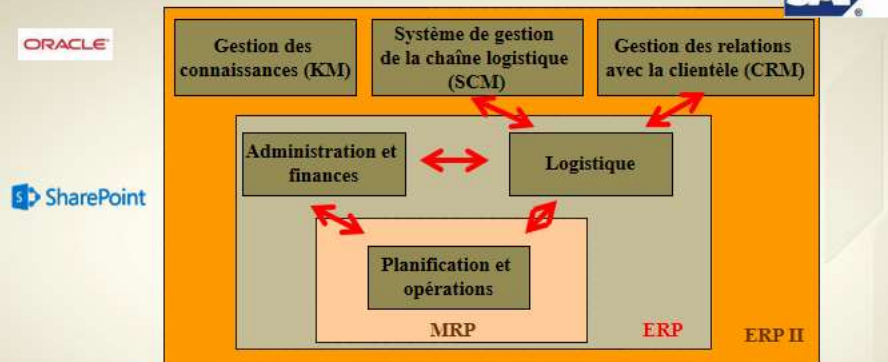 ORACLE
Gestion des
connaissances (KM)
Système de gestion
de la chaîne logistique
(SCM)
Gestion des relations
avec la clientèle (CRM)
Administration et
finances
Logistique
SharePoint
Planification et
opérations
MRP
ERP
ERP II